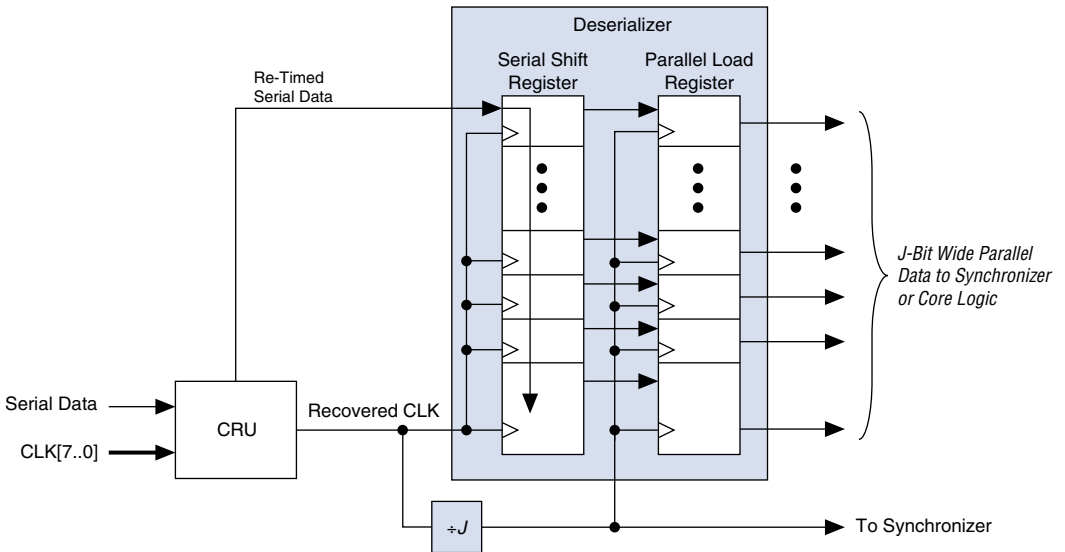 Deserializer
Serial Shift
Register
Parallel Load
Register
Re-Timed
Serial Data
J-Bit Wide Parallel
Data to Synchronizer
or Core Logic
Serial Data
CLK[7..0]
CRU
Recovered CLK
÷J
To Synchronizer